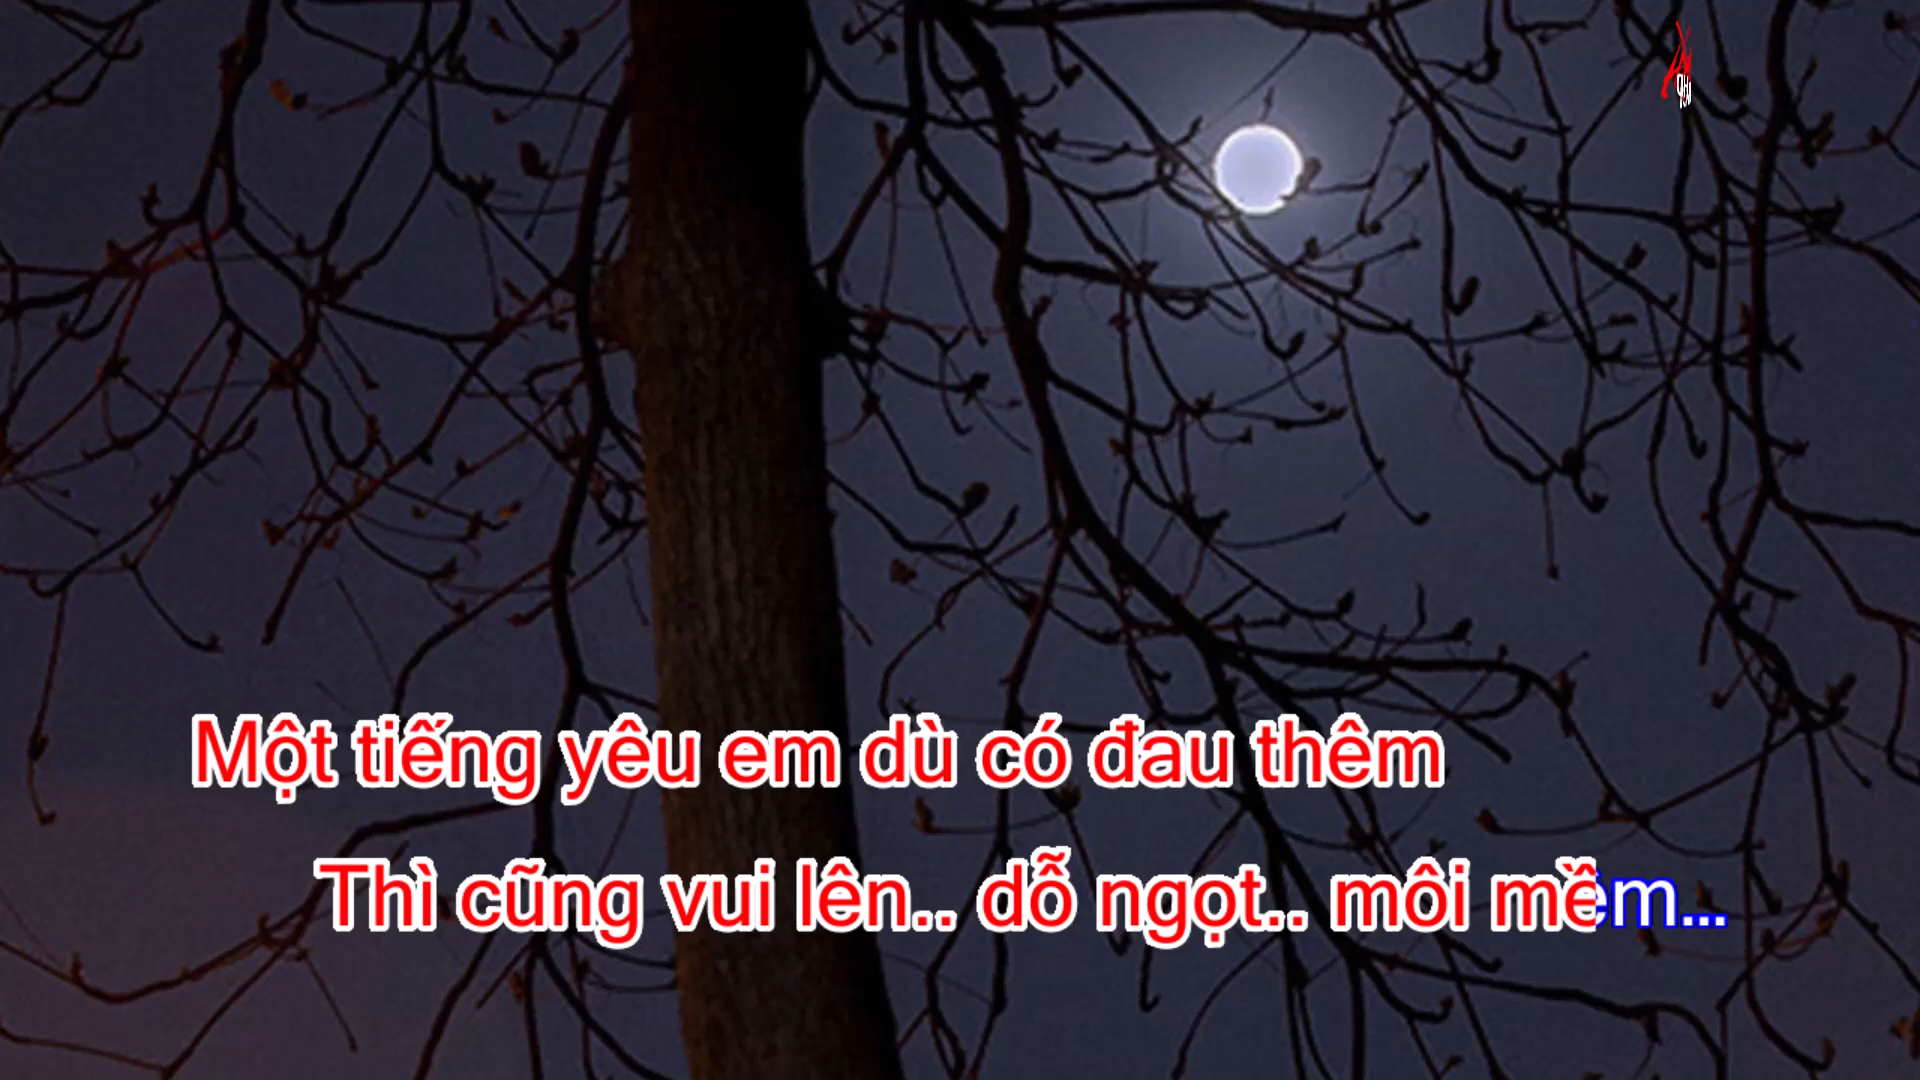 Một tiếng yêu em dù có đau thêm
Thì cũng vui lên.. dỗ ngọt.. môi mềm...